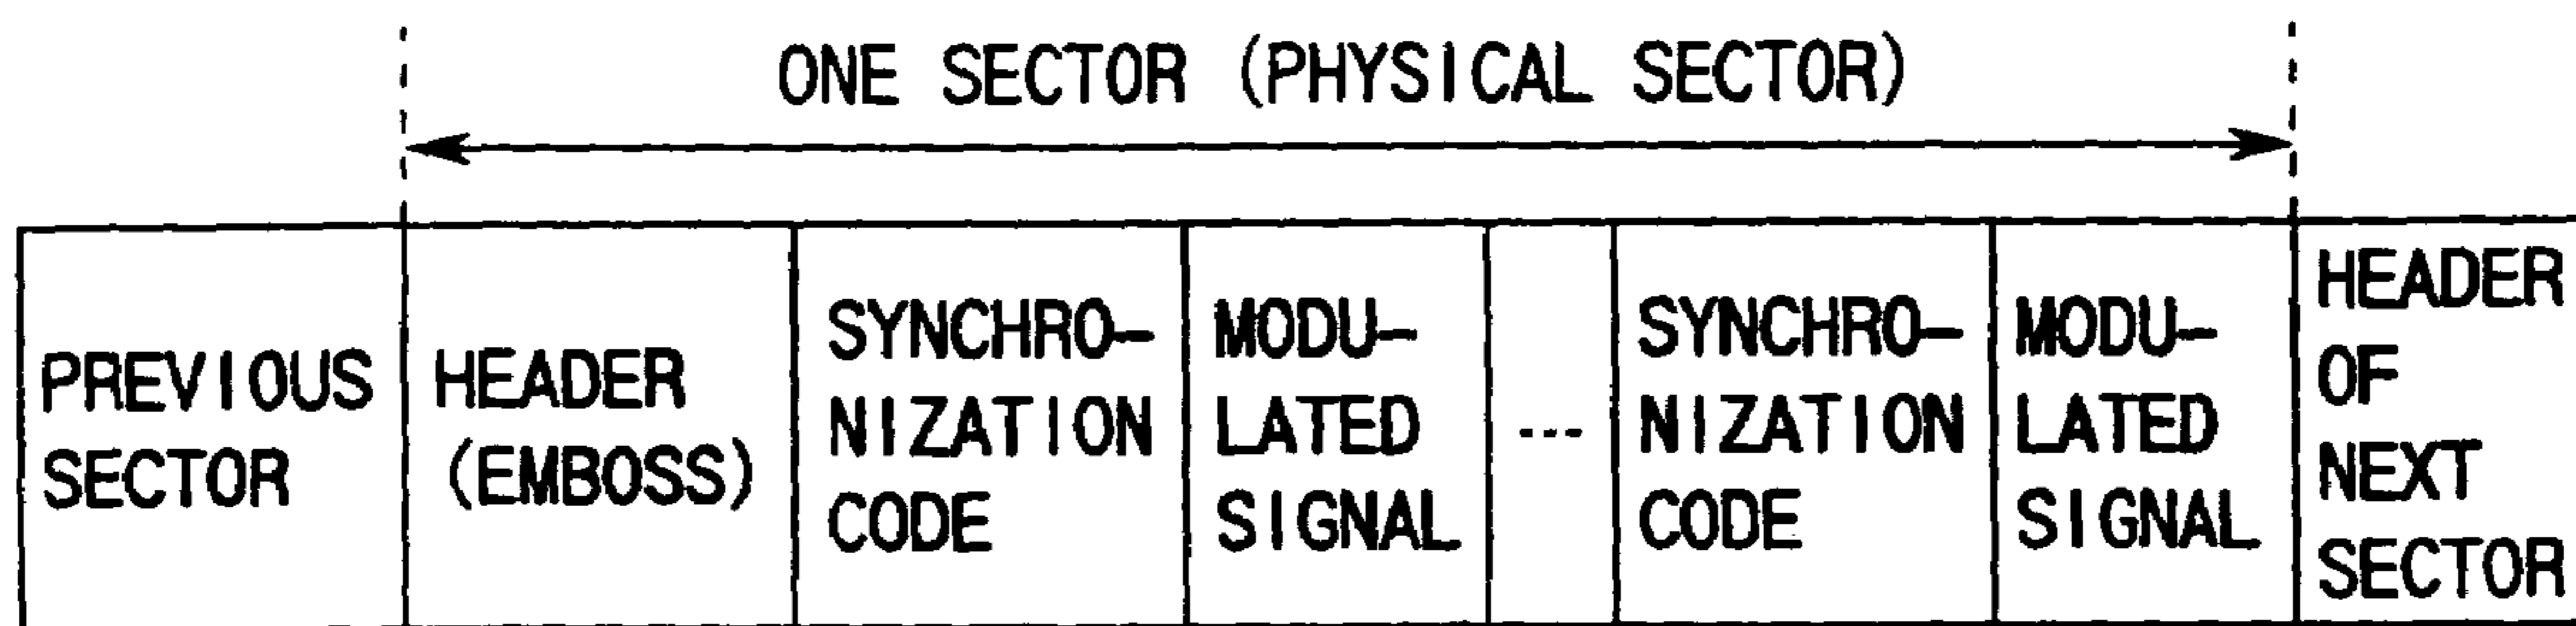 ONE SECTOR (PHYSICAL SECTOR)
PREVIOUS
SECTOR
HEADER
(EMBOSS)
SYNCHRO-
NIZATION
CODE
MODU-
LATED
SIGNAL
---
SYNCHRO-
NIZATION
CODE
MODU-
LATED
SIGNAL
HEADER
OF
NEXT
SECTOR